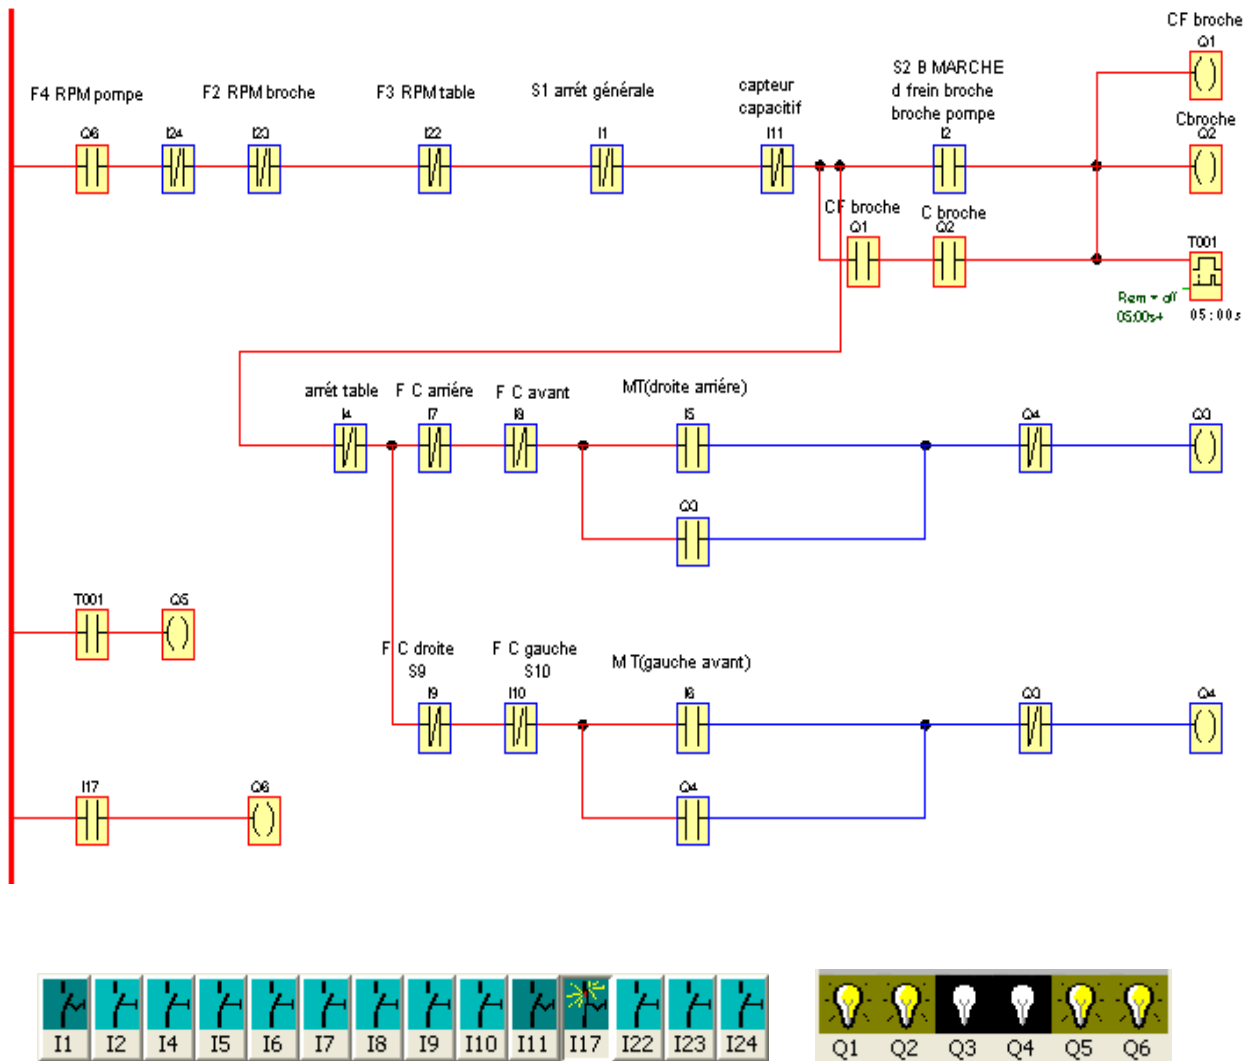 CF broche
Q1
F4 RPM pompe
F2 RPM broche
F3 RPM table
S1 arrét générale
capteur
capacitif
S2 B MARCHE
d frein broche
broche pompe
Cbroche
Q2
Q6
I24
I23
I22
I1
I11
I2
CF broche
Q1
C broche
Q2
T001
Rem = off
05:00s+
05:00s
arrét table
I4
F C arriére
I7
F C avant
I8
MT(droite arriére)
I5
Q4
Q3
Q3
T001
Q5
F C droite
S9
I9
F C gauche
S10
I10
M T(gauche avant)
I6
Q3
Q4
Q4
I17
Q6
I1 I2 I4 I5 I6 I7 I8 I9 I10 I11 I17 I22 I23 I24
Q1 Q2 Q3 Q4 Q5 Q6